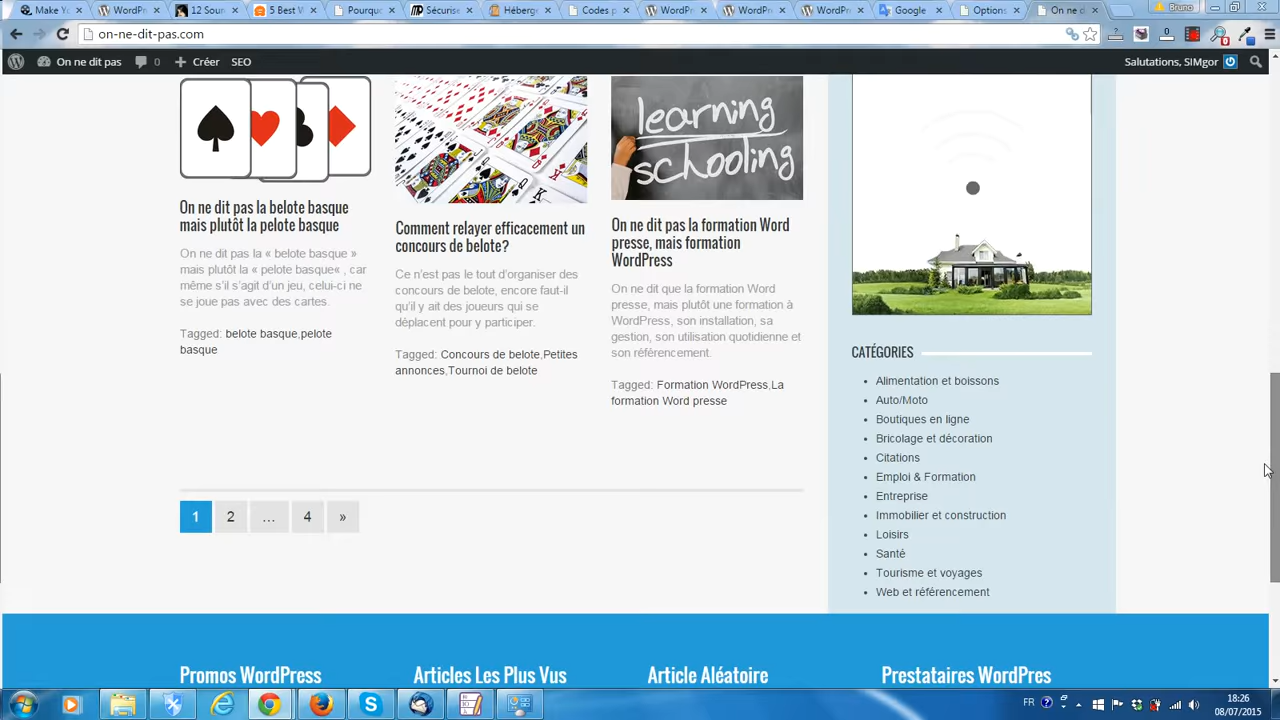 Make Yo
WordPr
12 Soun
5 Best W
Pourquo
Sécurise
Héberge
Codes p
WordPre
WordPre
WordPre
Google
Options
On ne d
Bruno
on-ne-dit-pas.com
On ne dit pas
0
Créer
SEO
Salutations, SIMgor
learning
schooling
On ne dit pas la belote basque
mais plutôt la pelote basque
On ne dit pas la « belote basque »
mais plutôt la « pelote basque« , car
même s'il s'agit d'un jeu, celui-ci ne
se joue pas avec des cartes.
Tagged: belote basque,pelote
basque
Comment relayer efficacement un
concours de belote?
Ce n'est pas le tout d'organiser des
concours de belote, encore faut-il
qu'il y ait des joueurs qui se
déplacent pour y participer.
Tagged: Concours de belote,Petites
annonces,Tournoi de belote
On ne dit pas la formation Word
presse, mais formation
WordPress
On ne dit que la formation Word
presse, mais plutôt une formation à
WordPress, son installation, sa
gestion, son utilisation quotidienne et
son référencement.
Tagged: Formation WordPress,La
formation Word presse
CATÉGORIES
Alimentation et boissons
Auto/Moto
Boutiques en ligne
Bricolage et décoration
Citations
Emploi & Formation
Entreprise
Immobilier et construction
Loisirs
Santé
Tourisme et voyages
Web et référencement
1 2 … 4 »
Promos WordPress
Articles Les Plus Vus
Article Aléatoire
Prestataires WordPres
FR
18:26
08/07/2015